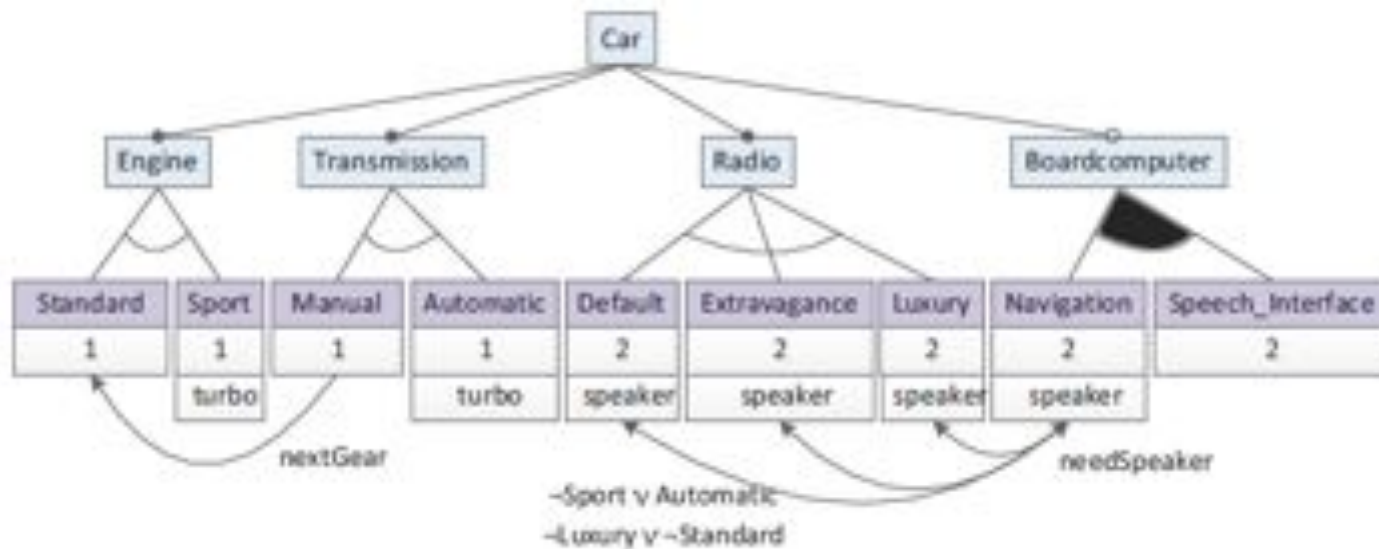 Car
Engine Transmission Radio Boardcomputer
Standard Sport Manual Automatic Default Extravagance Luxury Navigation Speech_Interface
1 1 1 1 2 2 2 2 2
turbo turbo speaker speaker speaker speaker
nextGear needSpeaker
¬Sport ∨ Automatic
¬Luxury ∨ ¬Standard